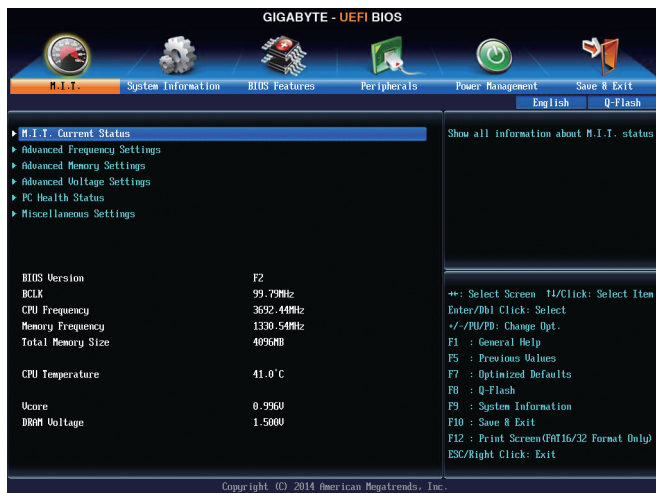 GIGABYTE - UEFI BIOS
M.I.T. System Information BIOS Features Peripherals Power Management Save & Exit
English Q-Flash
M.I.T. Current Status
Advanced Frequency Settings
Advanced Memory Settings
Advanced Voltage Settings
PC Health Status
Miscellaneous Settings
Show all information about M.I.T. status
BIOS Version F2
BCLK 99.79MHz
CPU Frequency 3692.44MHz
Memory Frequency 1330.54MHz
Total Memory Size 4096MB
CPU Temperature 41.0°C
Vcore 0.996V
DRAM Voltage 1.500V
↔: Select Screen ↑↓/Click: Select Item
Enter/Dbl Click: Select
+/-/PU/PD: Change Opt.
F1 : General Help
F5 : Previous Values
F7 : Optimized Defaults
F8 : Q-Flash
F9 : System Information
F10 : Save & Exit
F12 : Print Screen(FAT16/32 Format Only)
ESC/Right Click: Exit
Copyright (C) 2014 American Megatrends, Inc.